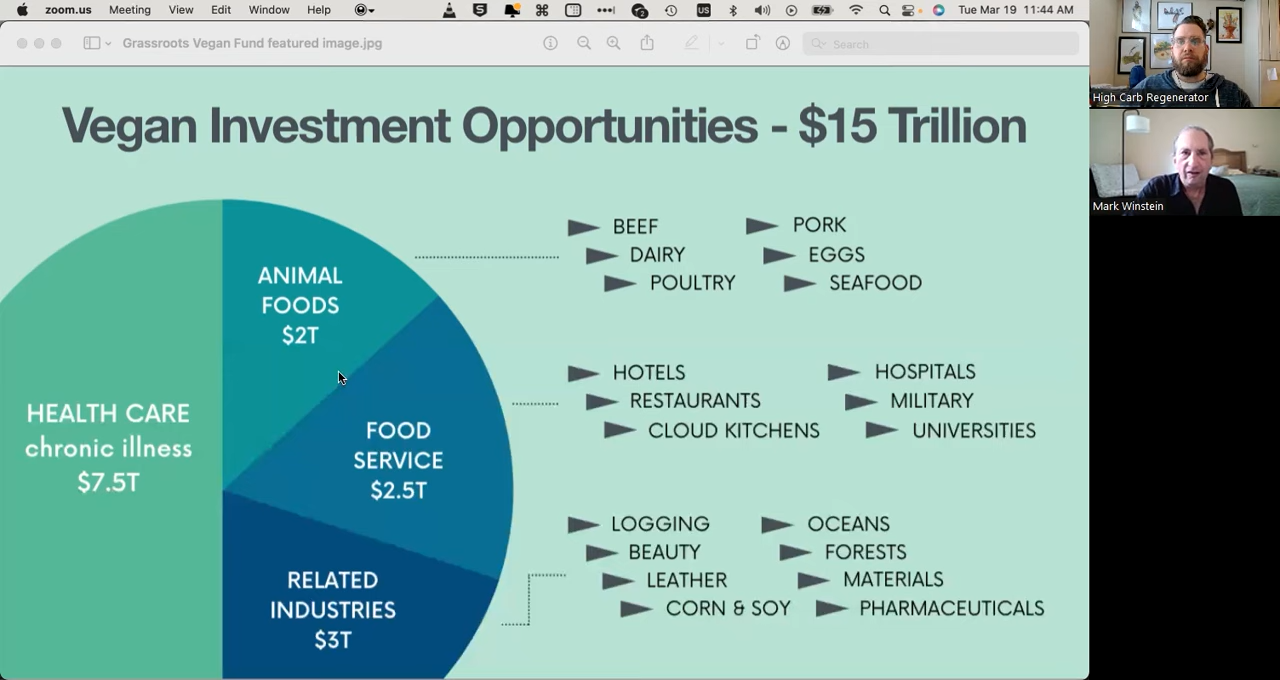 zoom.us Meeting View Edit Window Help US Tue Mar 19 11:44 AM
Grassroots Vegan Fund featured image.jpg Search
High Carb Regenerator
Mark Winstein
Vegan Investment Opportunities - $15 Trillion
ANIMAL
FOODS
$2T
BEEF PORK
DAIRY EGGS
POULTRY SEAFOOD
HEALTH CARE
chronic illness
$7.5T
FOOD
SERVICE
$2.5T
HOTELS HOSPITALS
RESTAURANTS MILITARY
CLOUD KITCHENS UNIVERSITIES
RELATED
INDUSTRIES
$3T
LOGGING OCEANS
BEAUTY FORESTS
LEATHER MATERIALS
CORN & SOY PHARMACEUTICALS